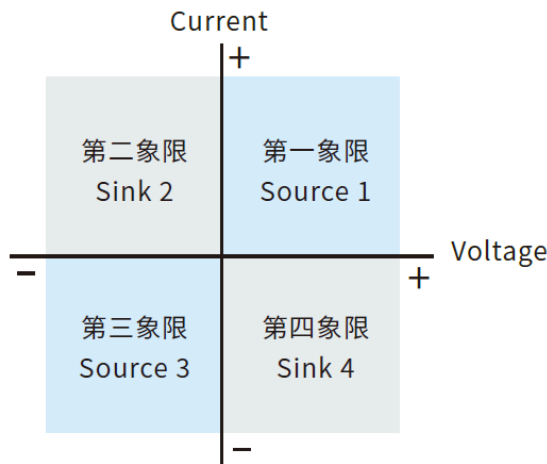 Current
+
第二象限
Sink 2
第一象限
Source 1
Voltage
−
+
第三象限
Source 3
第四象限
Sink 4
−